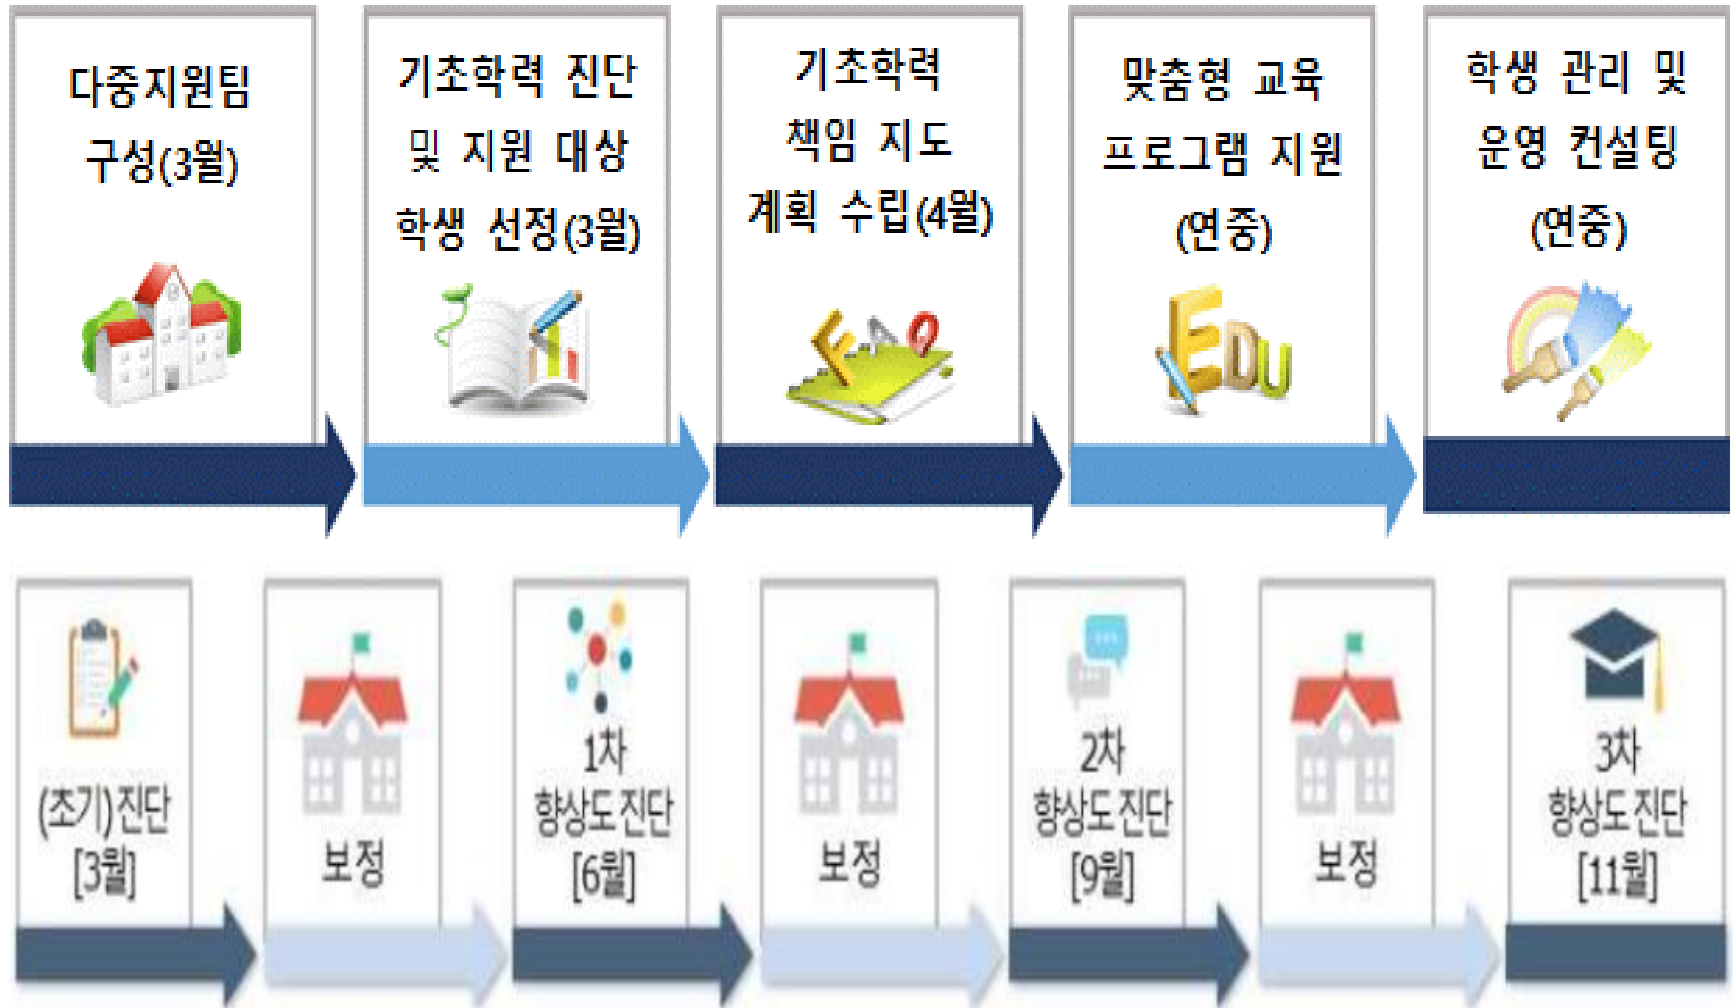 다중지원팀
구성(3월)
기초학력 진단
및 지원 대상
학생 선정(3월)
기초학력
책임 지도
계획 수립(4월)
맞춤형 교육
프로그램 지원
(연중)
학생 관리 및
운영 컨설팅
(연중)
FAQ
EDU
(초기)진단
[3월]
보정
1차
향상도 진단
[6월]
보정
2차
향상도 진단
[9월]
보정
3차
향상도 진단
[11월]